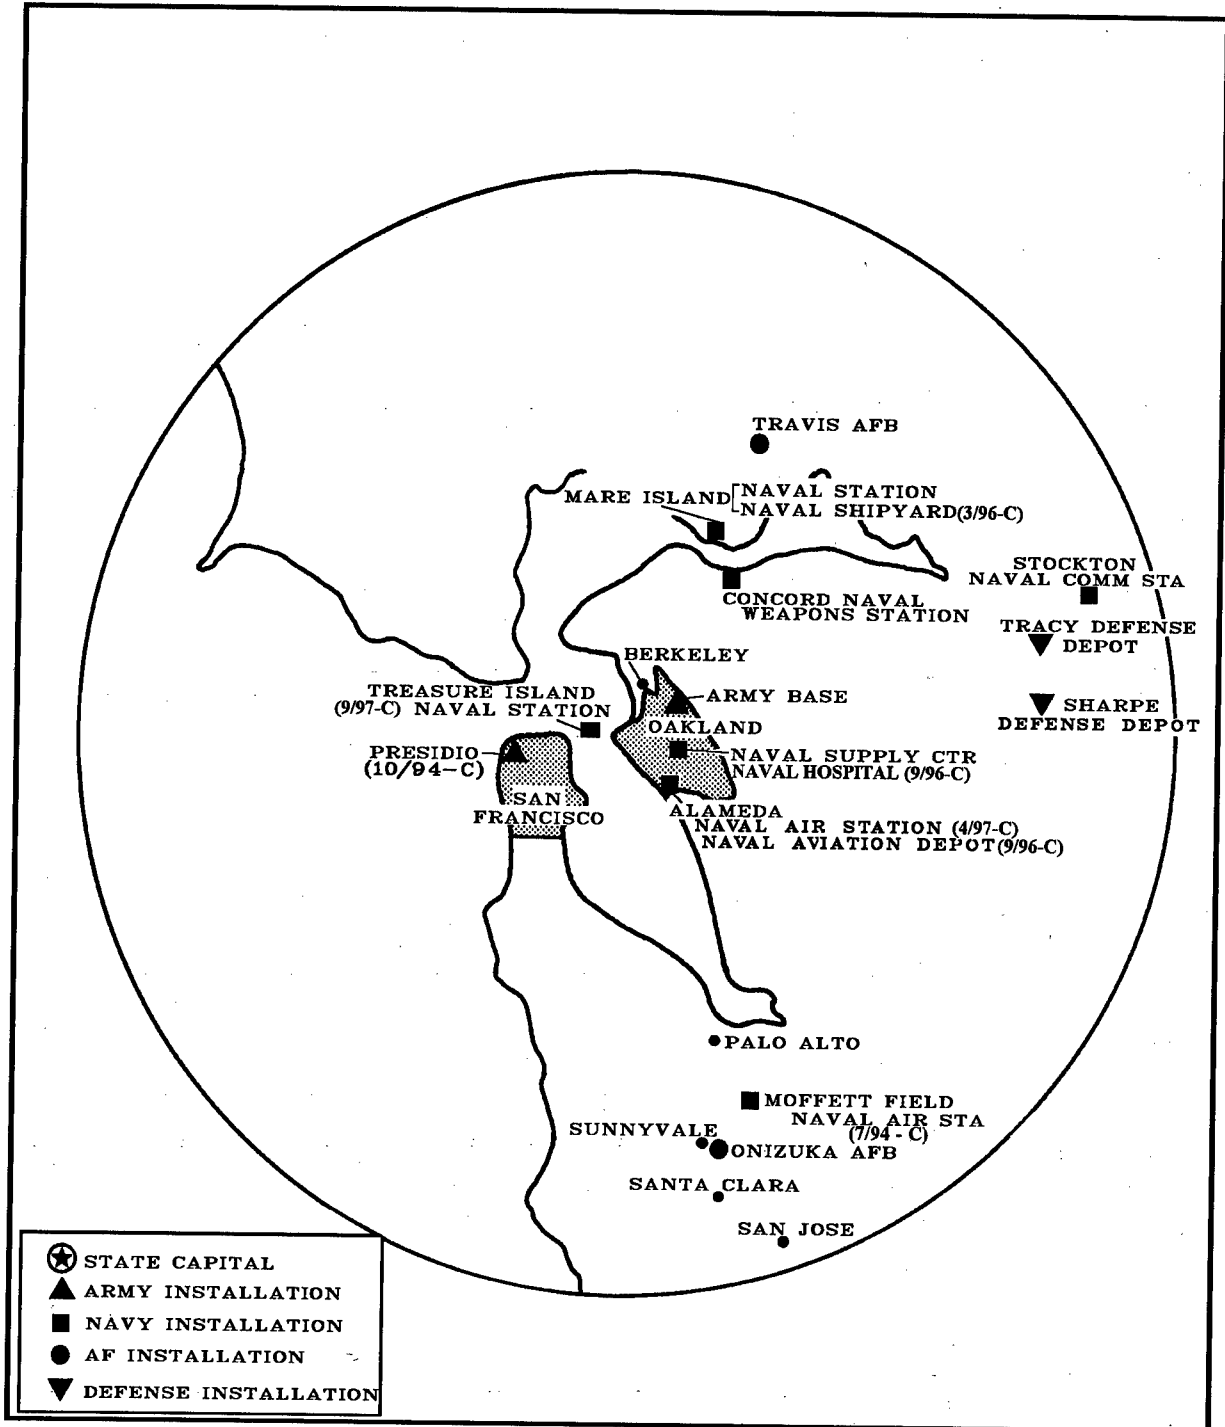 TRAVIS AFB
MARE ISLAND
NAVAL STATION
NAVAL SHIPYARD(3/96-C)
STOCKTON
NAVAL COMM STA
CONCORD NAVAL
WEAPONS STATION
TRACY DEFENSE
DEPOT
BERKELEY
TREASURE ISLAND
(9/97-C) NAVAL STATION
ARMY BASE
SHARPE
DEFENSE DEPOT
OAKLAND
PRESIDIO
(10/94-C)
NAVAL SUPPLY CTR
NAVAL HOSPITAL (9/96-C)
SAN
FRANCISCO
ALAMEDA
NAVAL AIR STATION (4/97-C)
NAVAL AVIATION DEPOT(9/96-C)
PALO ALTO
MOFFETT FIELD
NAVAL AIR STA
(7/94 - C)
SUNNYVALE
ONIZUKA AFB
SANTA CLARA
SAN JOSE
STATE CAPITAL
ARMY INSTALLATION
NAVY INSTALLATION
AF INSTALLATION
DEFENSE INSTALLATION